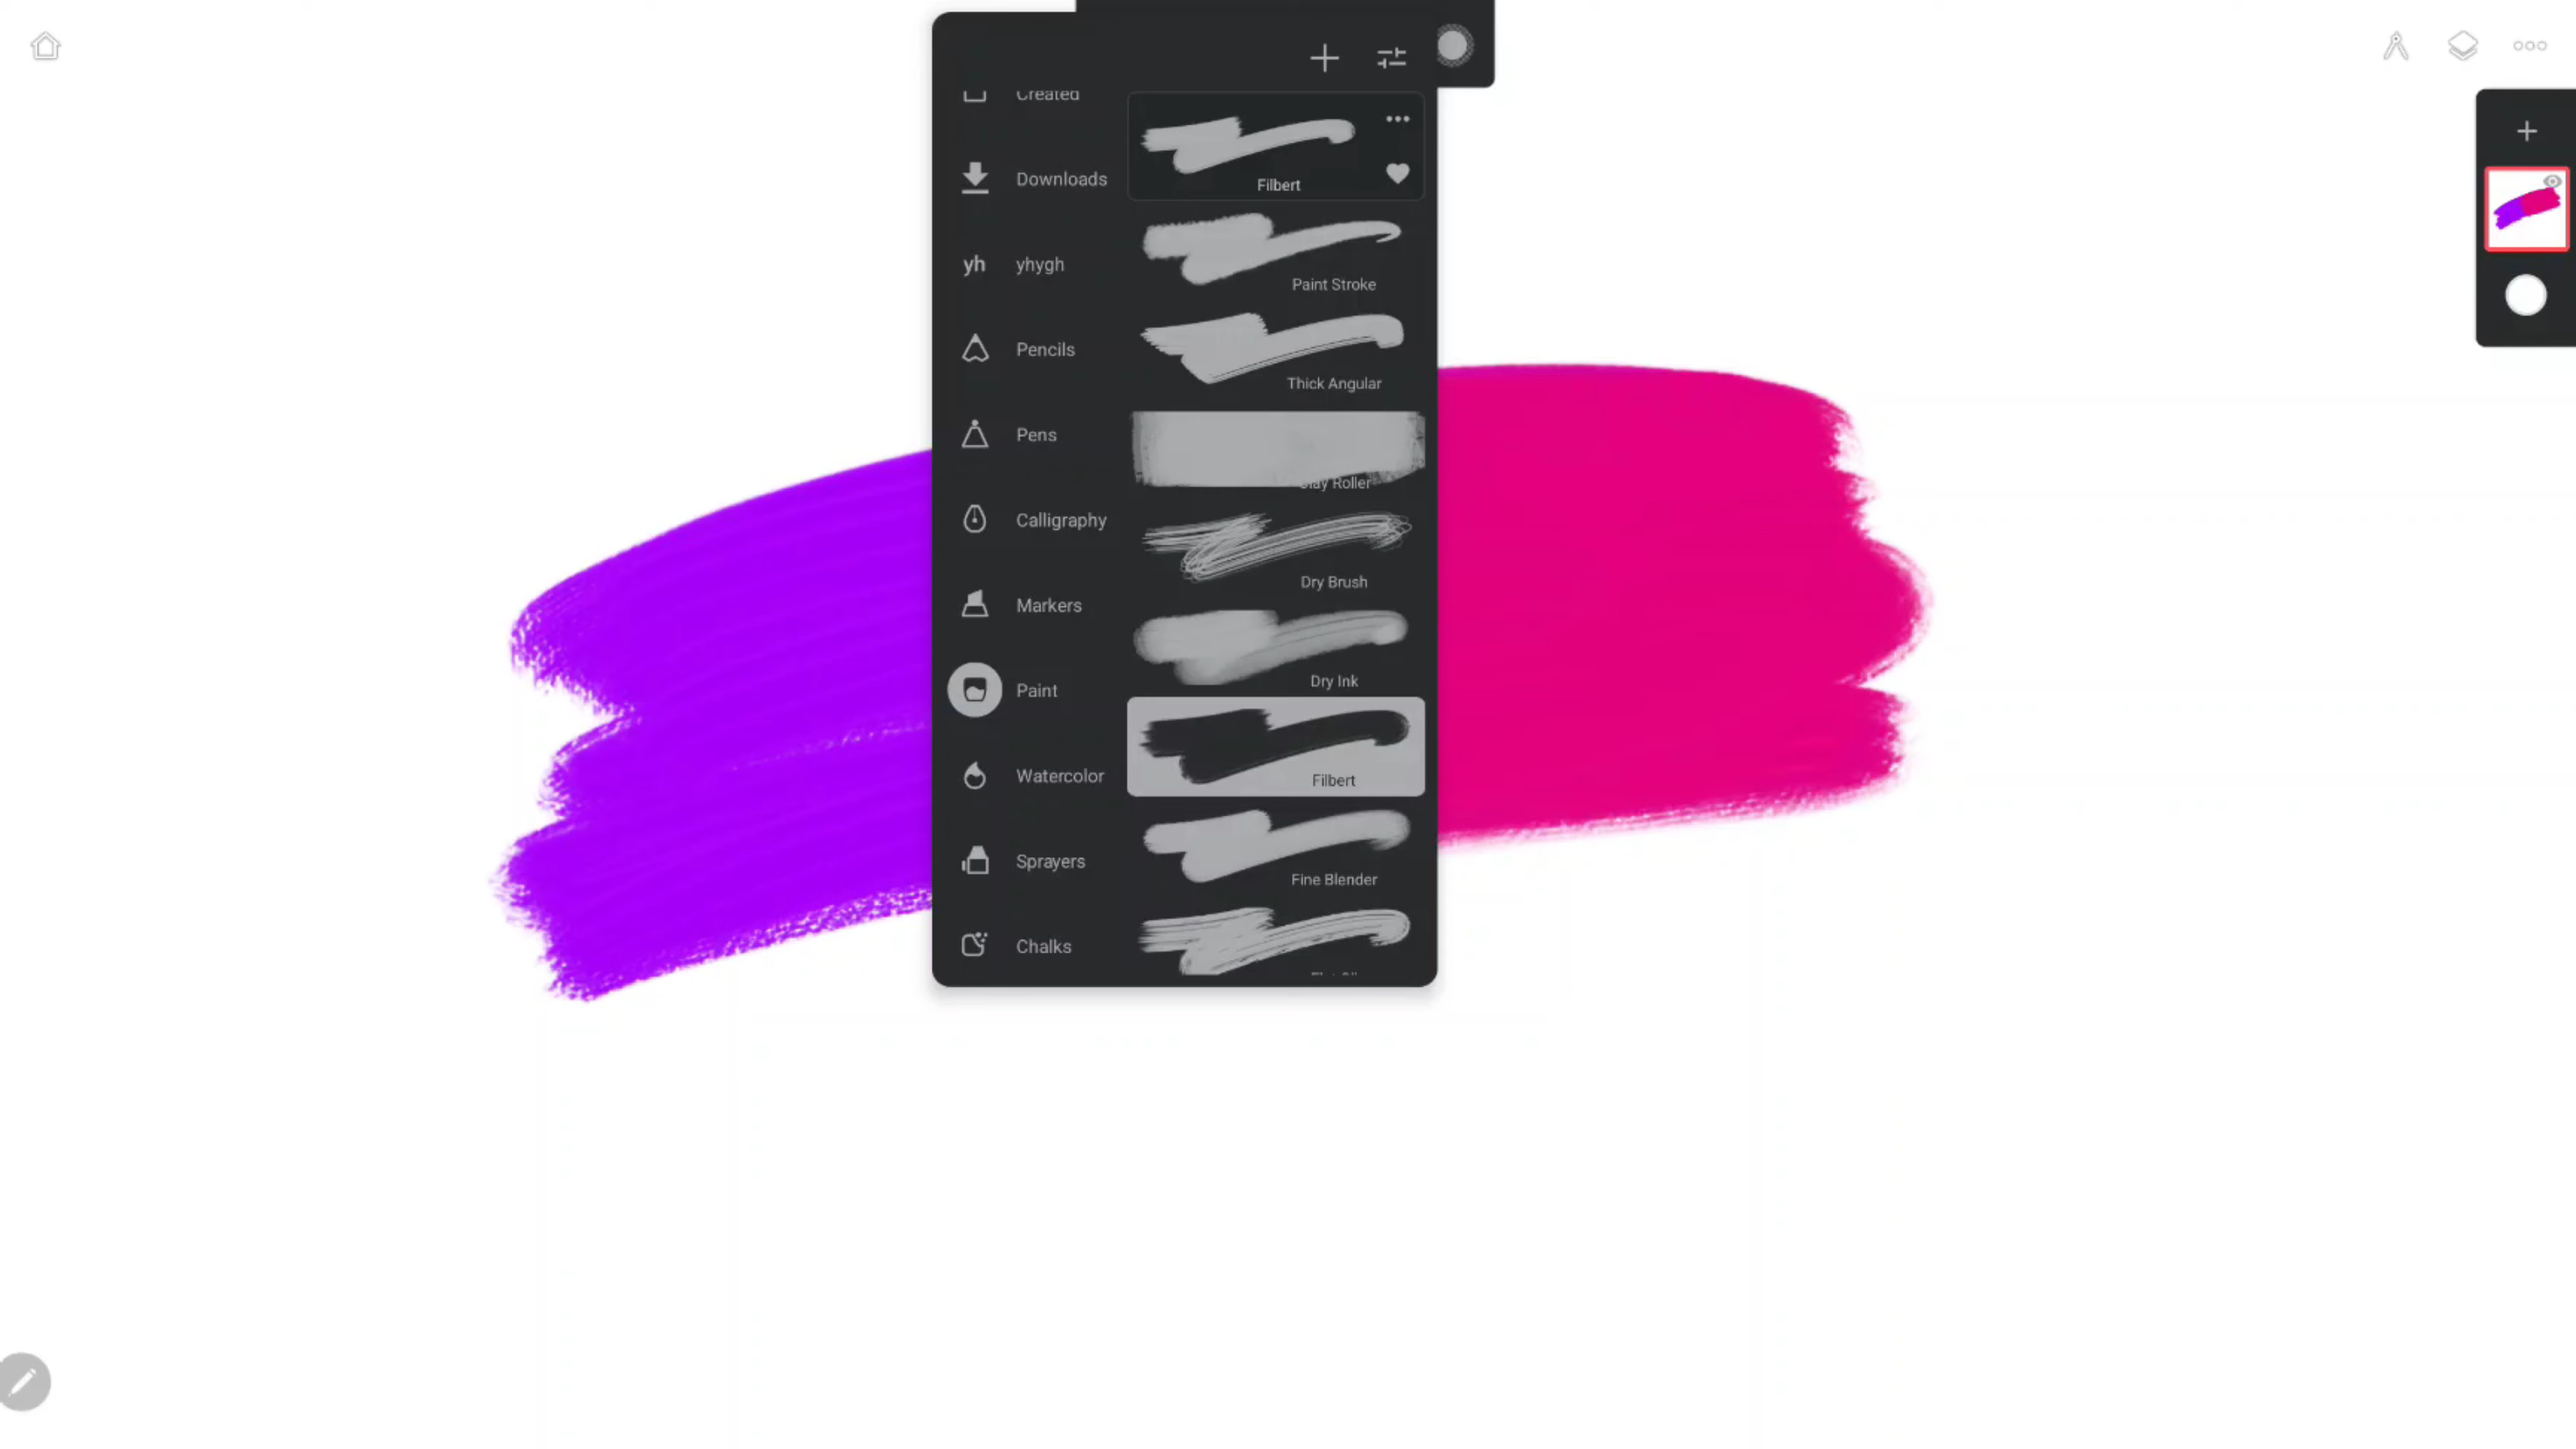 Created
Downloads
yh yhygh
Pencils
Pens
Calligraphy
Markers
Paint
Watercolor
Sprayers
Chalks
Filbert
Paint Stroke
Thick Angular
Clay Roller
Dry Brush
Dry Ink
Filbert
Fine Blender